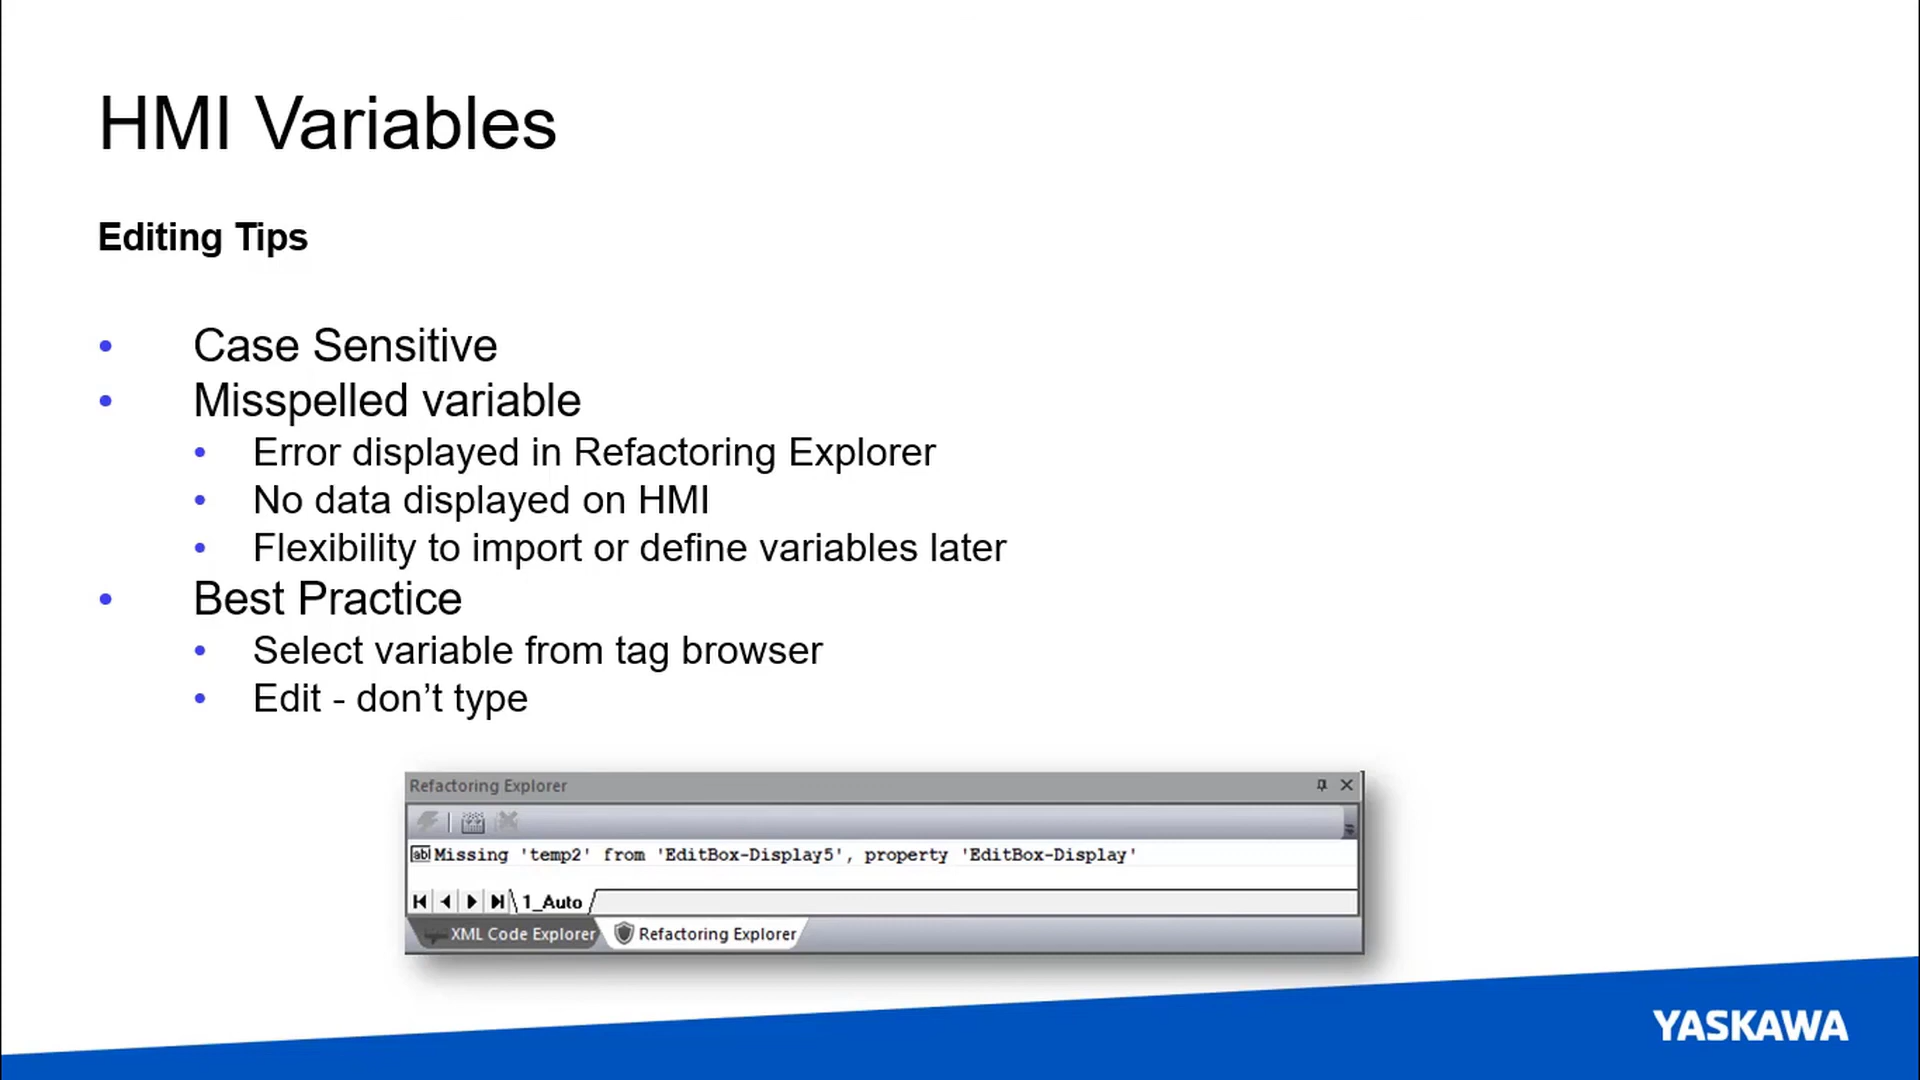 HMI Variables
Editing Tips
• Case Sensitive
• Misspelled variable
• Error displayed in Refactoring Explorer
• No data displayed on HMI
• Flexibility to import or define variables later
• Best Practice
• Select variable from tag browser
• Edit - don’t type
Refactoring Explorer
ab Missing 'temp2' from 'EditBox-Display5', property 'EditBox-Display'
1_Auto
XML Code Explorer Refactoring Explorer
YASKAWA